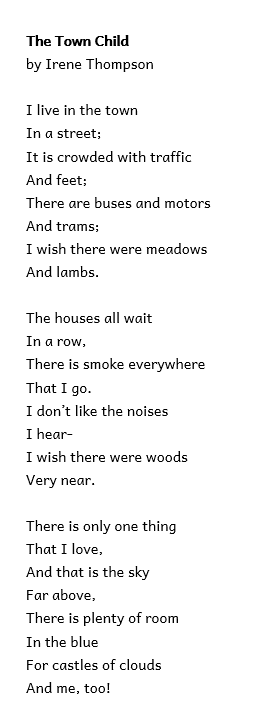 The Town Child
by Irene Thompson
I live in the town
In a street;
It is crowded with traffic
And feet;
There are buses and motors
And trams;
I wish there were meadows
And lambs.
The houses all wait
In a row,
There is smoke everywhere
That I go.
I don’t like the noises
I hear-
I wish there were woods
Very near.
There is only one thing
That I love,
And that is the sky
Far above,
There is plenty of room
In the blue
For castles of clouds
And me, too!